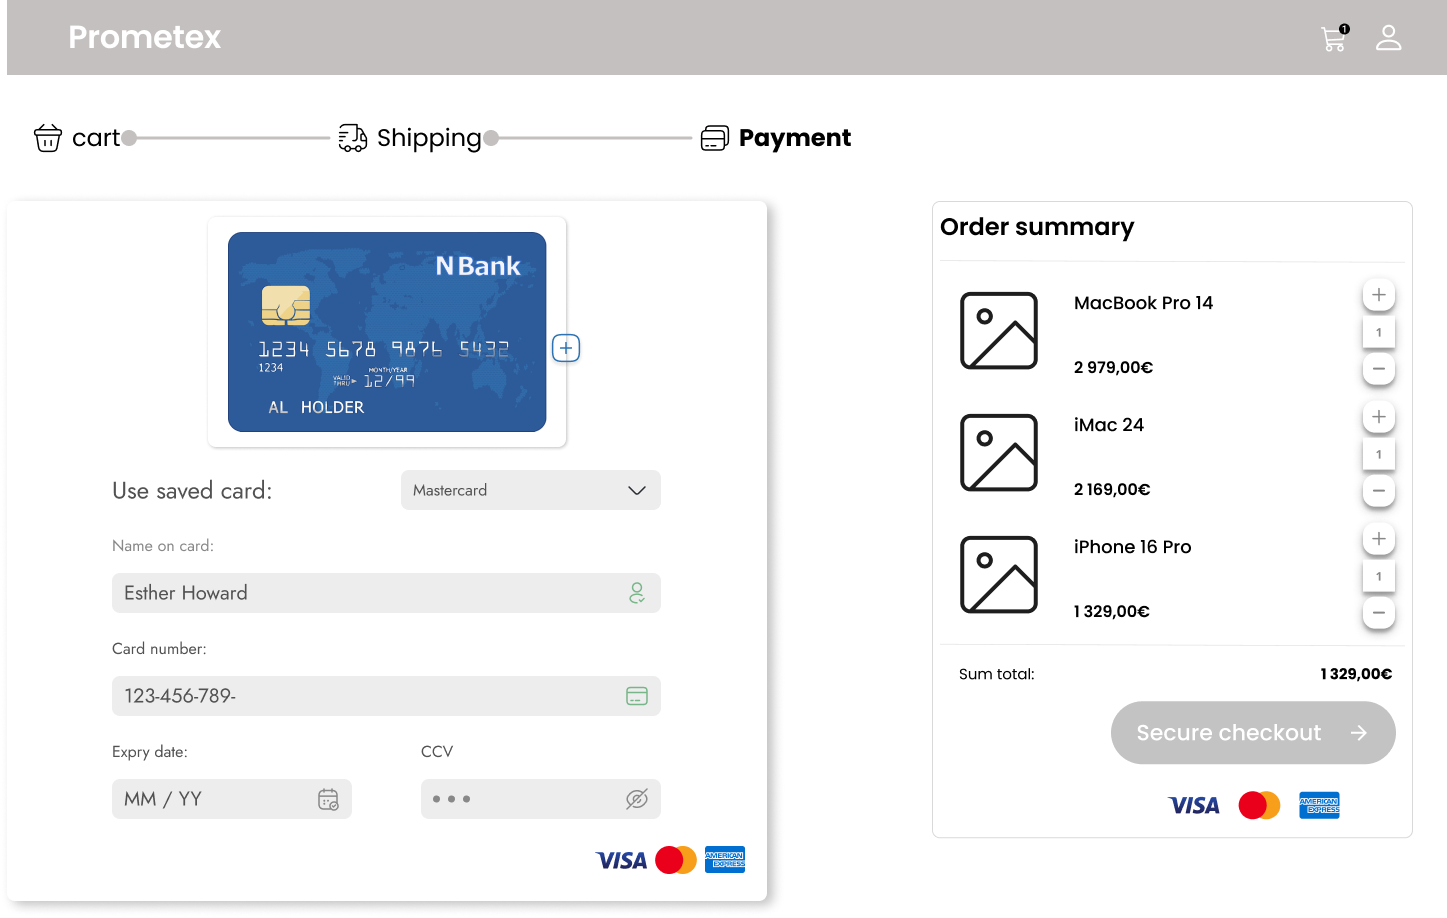 Prometex
1
cart
Shipping
Payment
N Bank
1234 5678 9876 5432
1234
MONTH/YEAR
VALID
THRU
12/99
AL HOLDER
Use saved card:
Mastercard
Name on card:
Esther Howard
Card number:
123-456-789-
Expry date:
CCV
MM / YY
VISA
AMERICAN
EXPRESS
Order summary
MacBook Pro 14
1
2 979,00€
iMac 24
1
2 169,00€
iPhone 16 Pro
1
1 329,00€
Sum total:
1 329,00€
Secure checkout
VISA
AMERICAN
EXPRESS